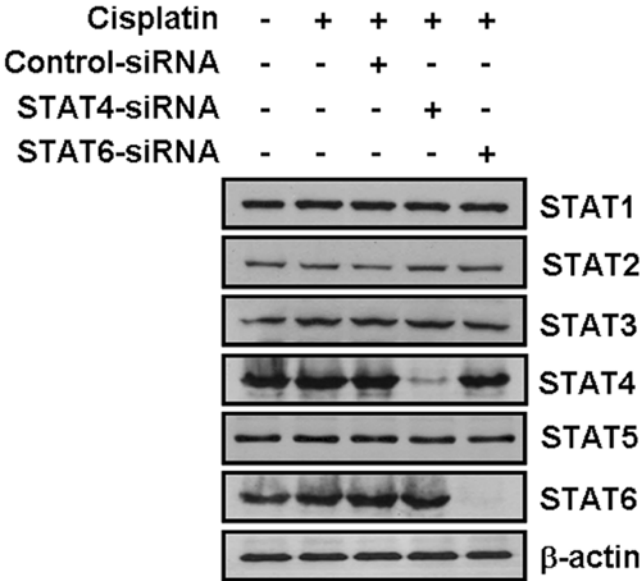 Cisplatin - + + + +
Control-siRNA - - + - -
STAT4-siRNA - - - + -
STAT6-siRNA - - - - +
STAT1
STAT2
STAT3
STAT4
STAT5
STAT6
β-actin